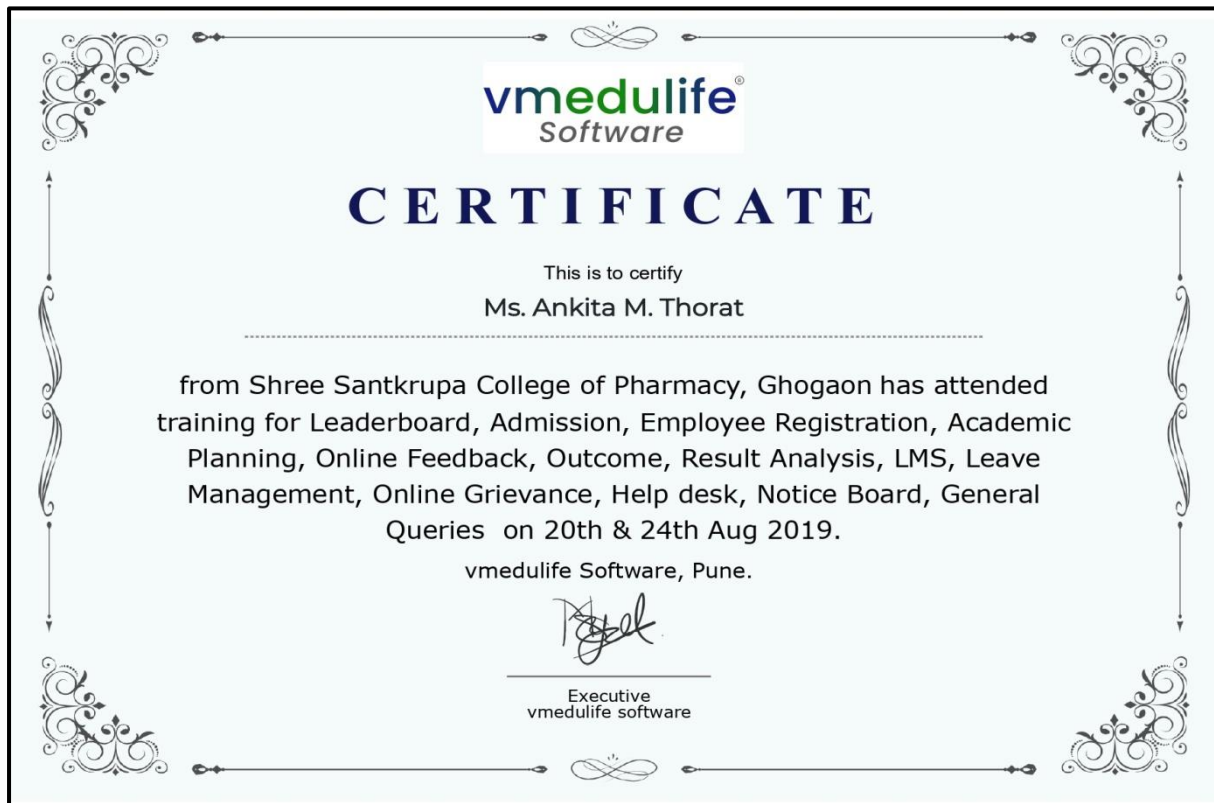 vmedulife®
Software
CERTIFICATE
This is to certify
Ms. Ankita M. Thorat
from Shree Santkrupa College of Pharmacy, Ghogaon has attended
training for Leaderboard, Admission, Employee Registration, Academic
Planning, Online Feedback, Outcome, Result Analysis, LMS, Leave
Management, Online Grievance, Help desk, Notice Board, General
Queries on 20th & 24th Aug 2019.
vmedulife Software, Pune.
Executive
vmedulife software